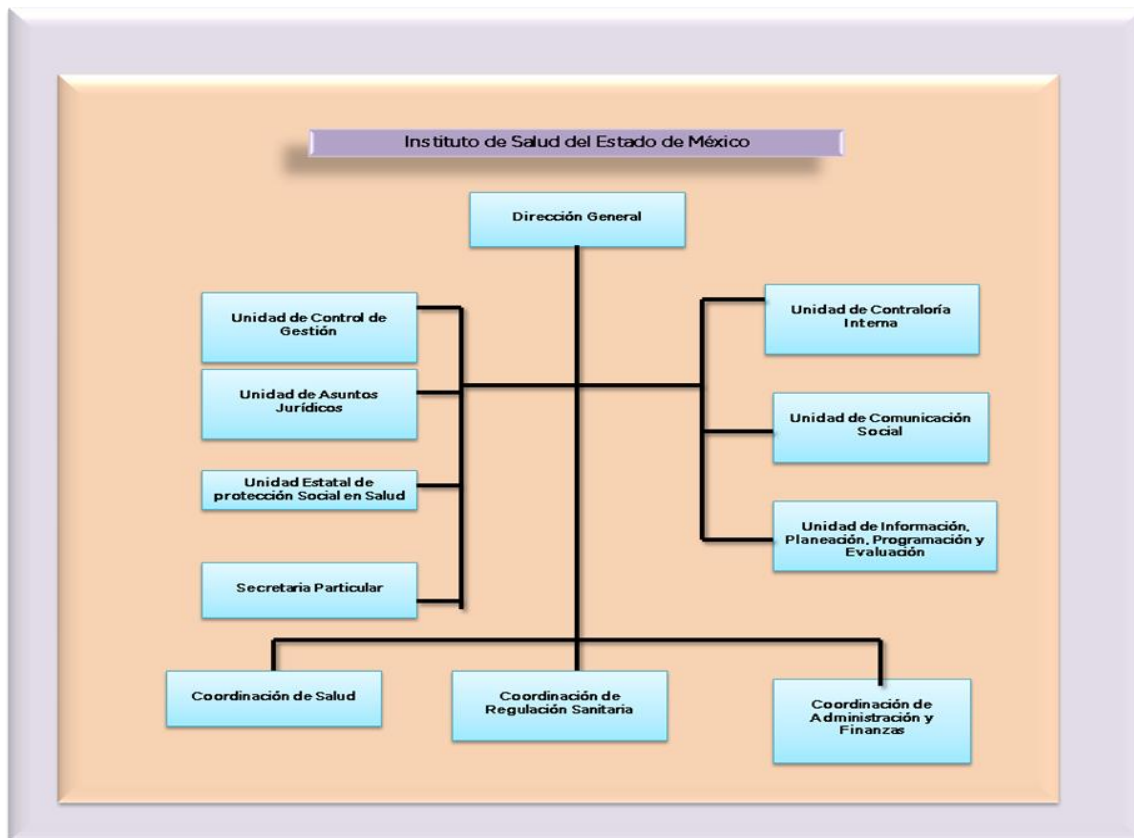 Instituto de Salud del Estado de México
Dirección General
Unidad de Control de
Gestión
Unidad de Asuntos
Jurídicos
Unidad Estatal de
protección Social en Salud
Secretaria Particular
Unidad de Contraloría
Interna
Unidad de Comunicación
Social
Unidad de Información,
Planeación, Programación y
Evaluación
Coordinación de Salud
Coordinación de
Regulación Sanitaria
Coordinación de
Administración y
Finanzas